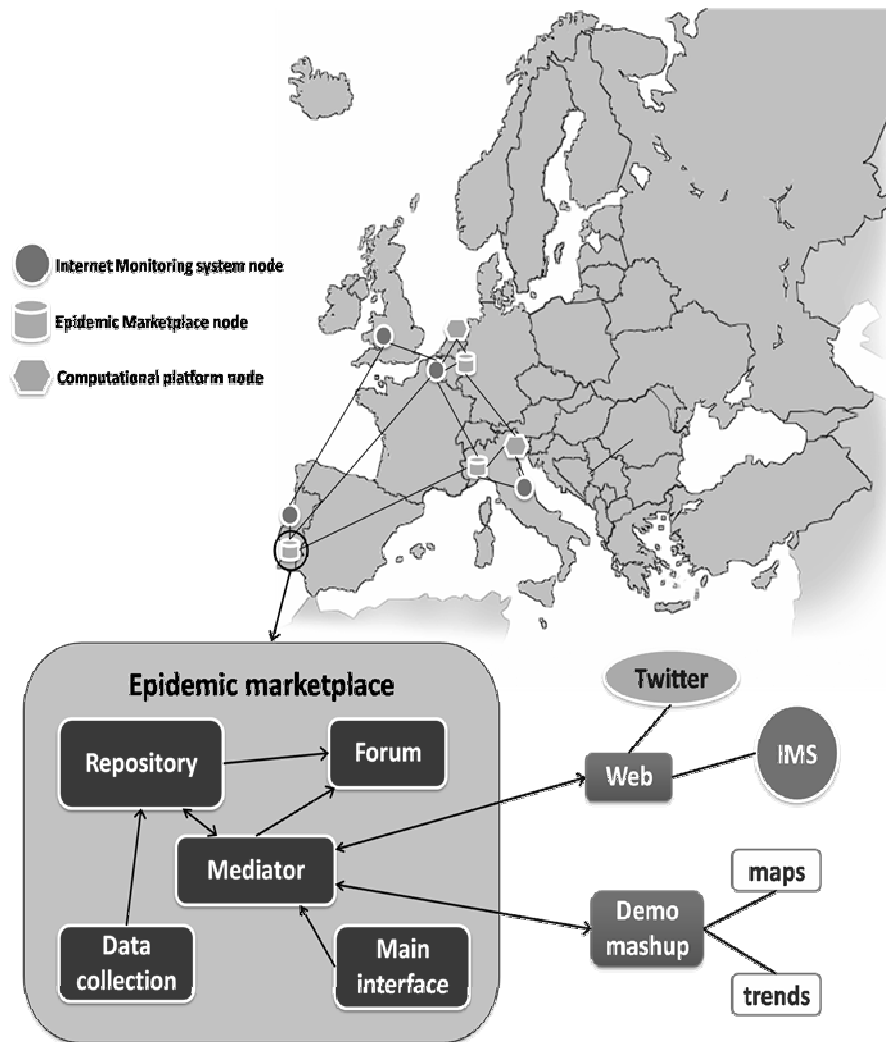 Internet Monitoring system node
Epidemic Marketplace node
Computational platform node
Epidemic marketplace
Twitter
Repository
Forum
Web
IMS
Mediator
maps
Demo
mashup
Data
collection
Main
interface
trends